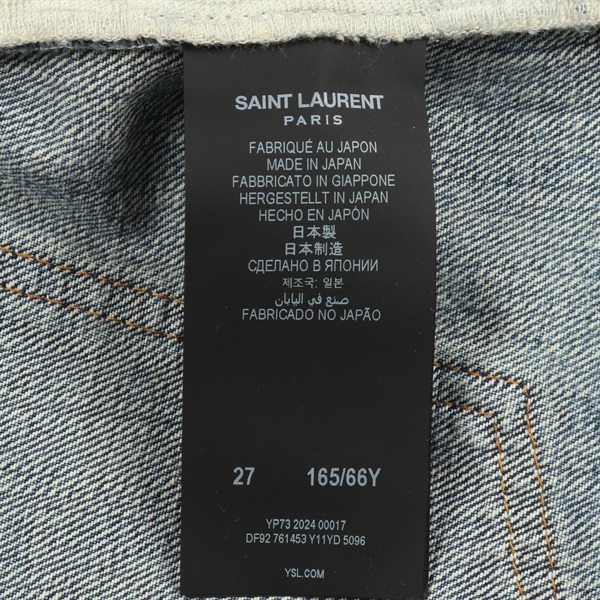 SAINT LAURENT
PARIS
FABRIQUÉ AU JAPON
MADE IN JAPAN
FABBRICATO IN GIAPPONE
HERGESTELLT IN JAPAN
HECHO EN JAPÓN
日本製
日本制造
СДЕЛАНО В ЯПОНИИ
제조국: 일본
صنع في اليابان
FABRICADO NO JAPÃO
27 165/66Y
YP73 2024 00017
DF92 761453 Y11YD 5096
YSL.COM